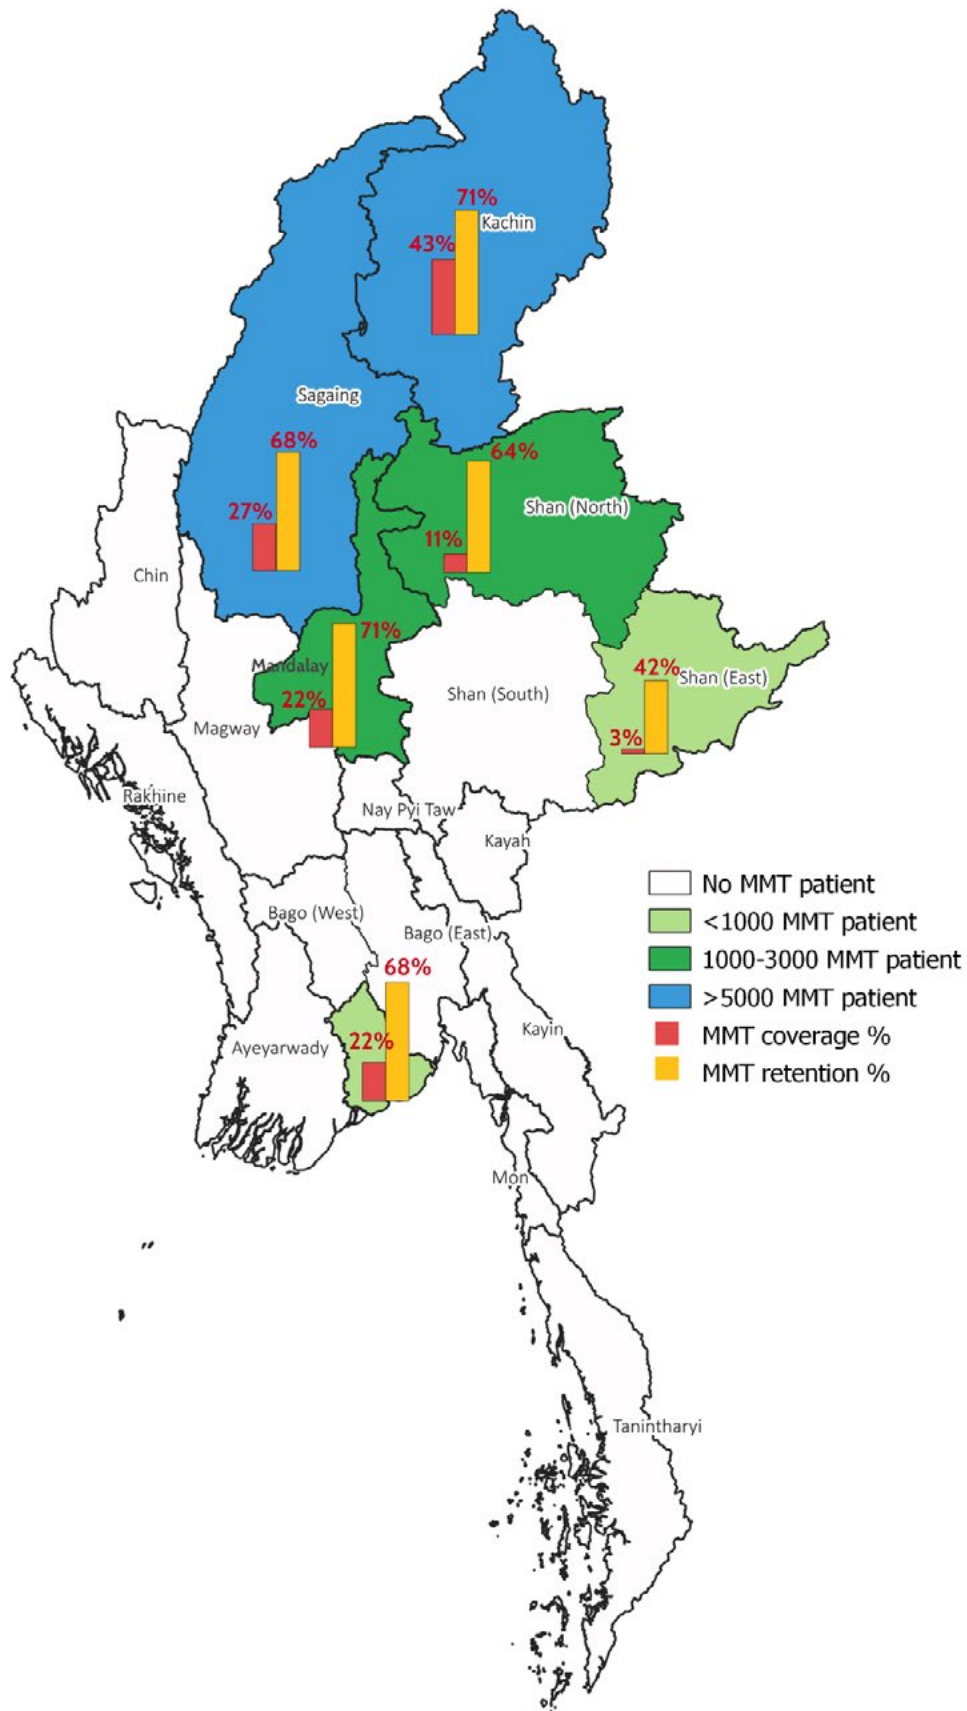 71%
Kachin
43%
Sagaing
68%
64%
27%
Shan (North)
11%
Chin
71%
Mandalay
42%
Shan (East)
Shan (South)
22%
Magway
3%
Rakhine
Nay Pyi Taw
Kayah
No MMT patient
<1000 MMT patient
1000-3000 MMT patient
>5000 MMT patient
MMT coverage %
MMT retention %
Bago (West)
Bago (East)
68%
Kayin
22%
Ayeyarwady
Mon
Tanintharyi